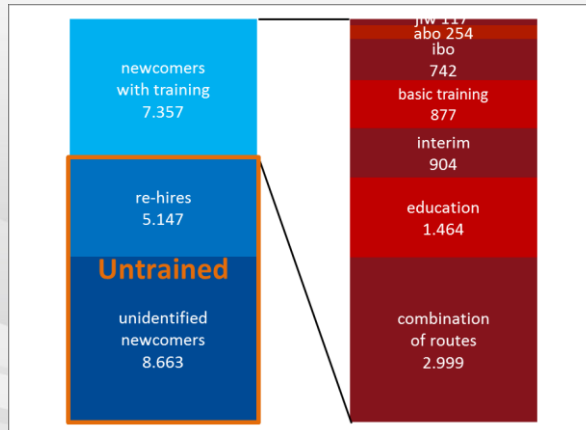 newcomers
with training
7.357
re-hires
5.147
Untrained
unidentified
newcomers
8.663
117
abo 254
ibo
742
basic training
877
interim
904
education
1.464
combination
of routes
2.999